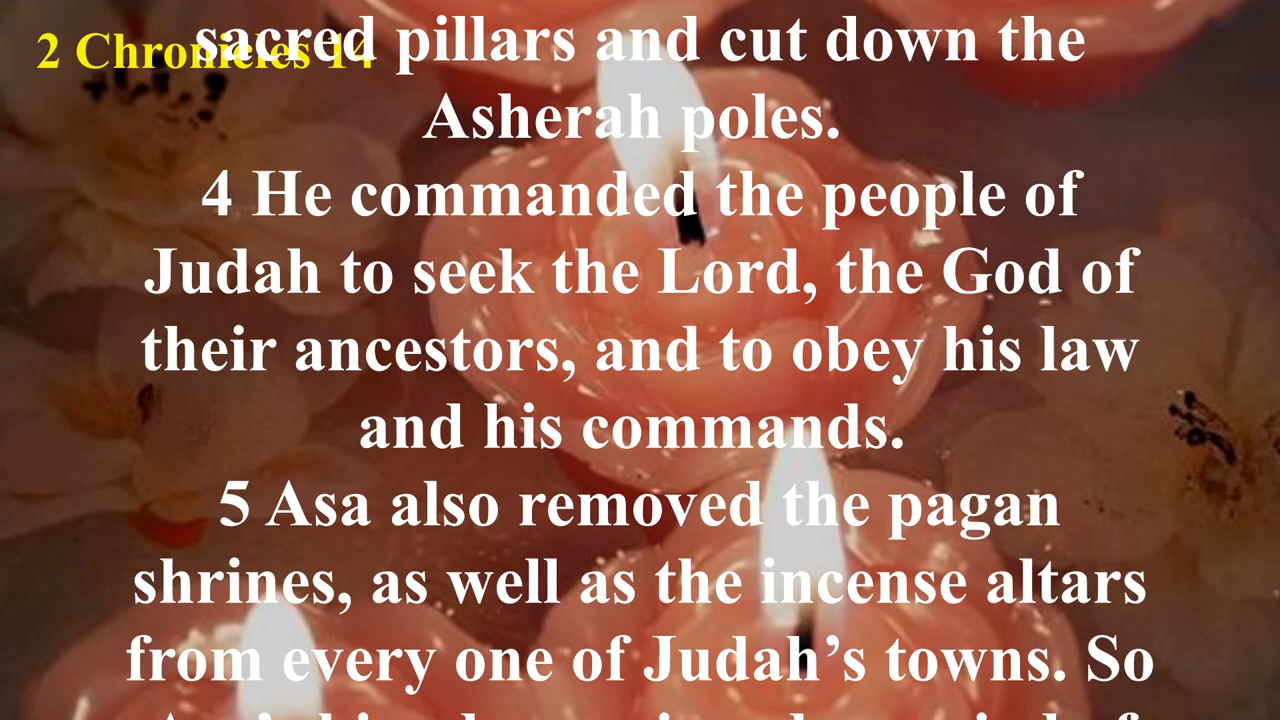 2 Chronicles 14
sacred pillars and cut down the
Asherah poles.
4 He commanded the people of
Judah to seek the Lord, the God of
their ancestors, and to obey his law
and his commands.
5 Asa also removed the pagan
shrines, as well as the incense altars
from every one of Judah’s towns. So